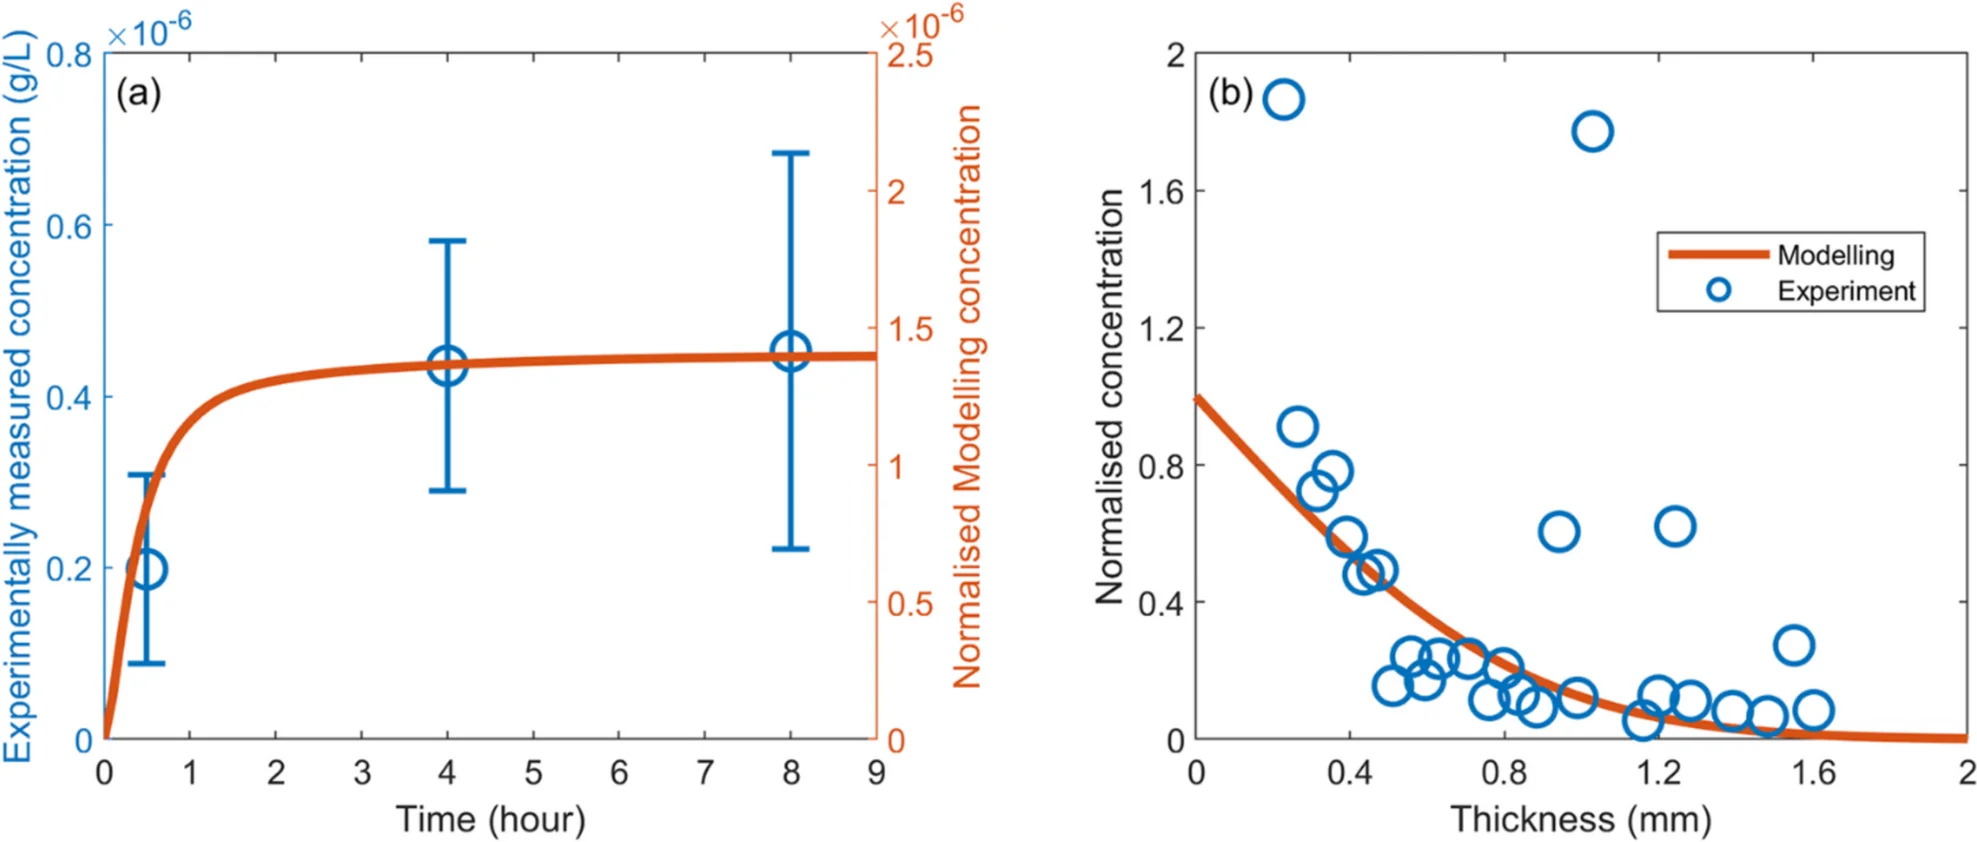 ×10-6
×10-6
(a)
Experimentally measured concentration (g/L)
0.8
0.6
0.4
0.2
0
2.5
2
1.5
1
0.5
0
Normalised Modelling concentration
0 1 2 3 4 5 6 7 8 9
Time (hour)
(b)
Normalised concentration
2
1.6
1.2
0.8
0.4
0
Modelling
Experiment
0 0.4 0.8 1.2 1.6 2
Thickness (mm)